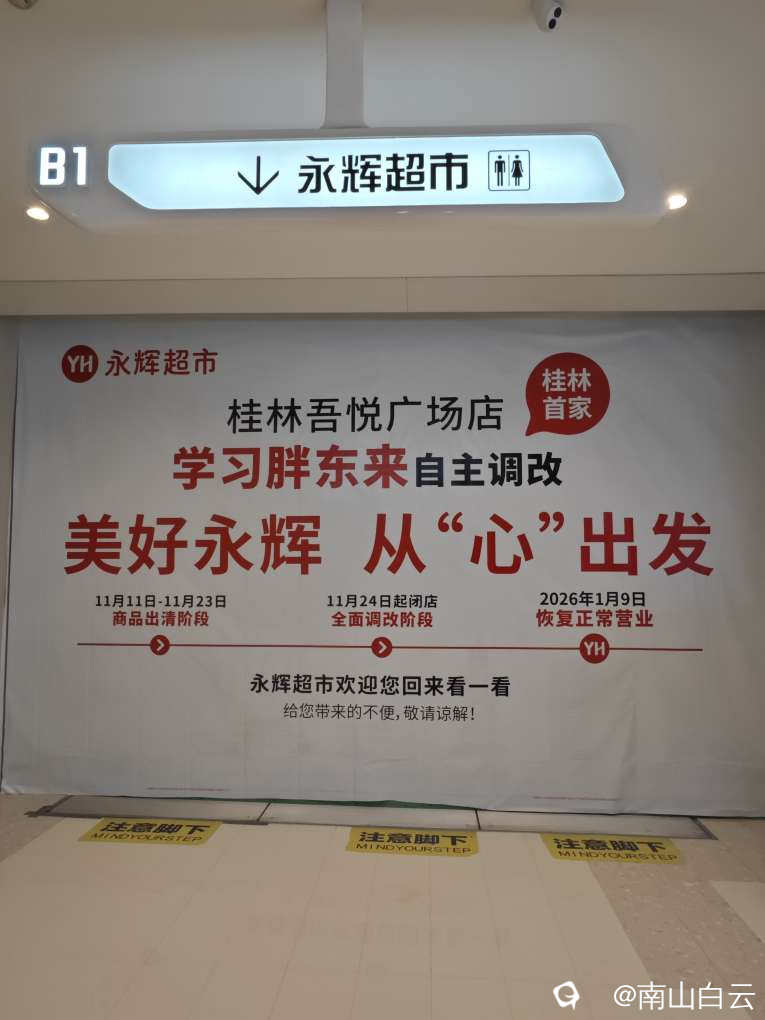 B1 ↓ 永辉超市
YH 永辉超市
桂林首家
桂林吾悦广场店
学习胖东来自主调改
美好永辉 从“心”出发
11月11日-11月23日
商品出清阶段
11月24日起闭店
全面调改阶段
2026年1月9日
恢复正常营业
YH
永辉超市欢迎您回来看一看
给您带来的不便,敬请谅解!
注意脚下
MINDYOURSTEP
注意脚下
MINDYOURSTEP
注意脚下
MINDYOURSTEP
@南山白云